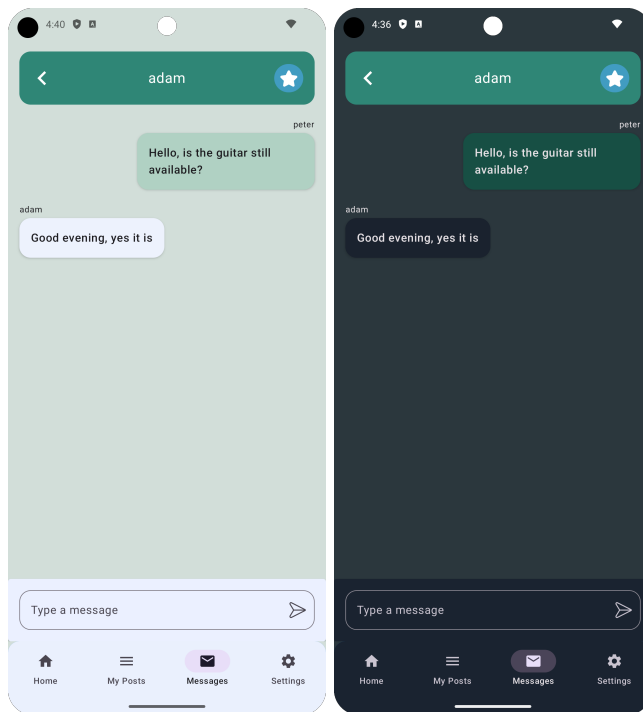 4:40
adam
peter
Hello, is the guitar still
available?
adam
Good evening, yes it is
Type a message
Home
My Posts
Messages
Settings
4:36
adam
peter
Hello, is the guitar still
available?
adam
Good evening, yes it is
Type a message
Home
My Posts
Messages
Settings